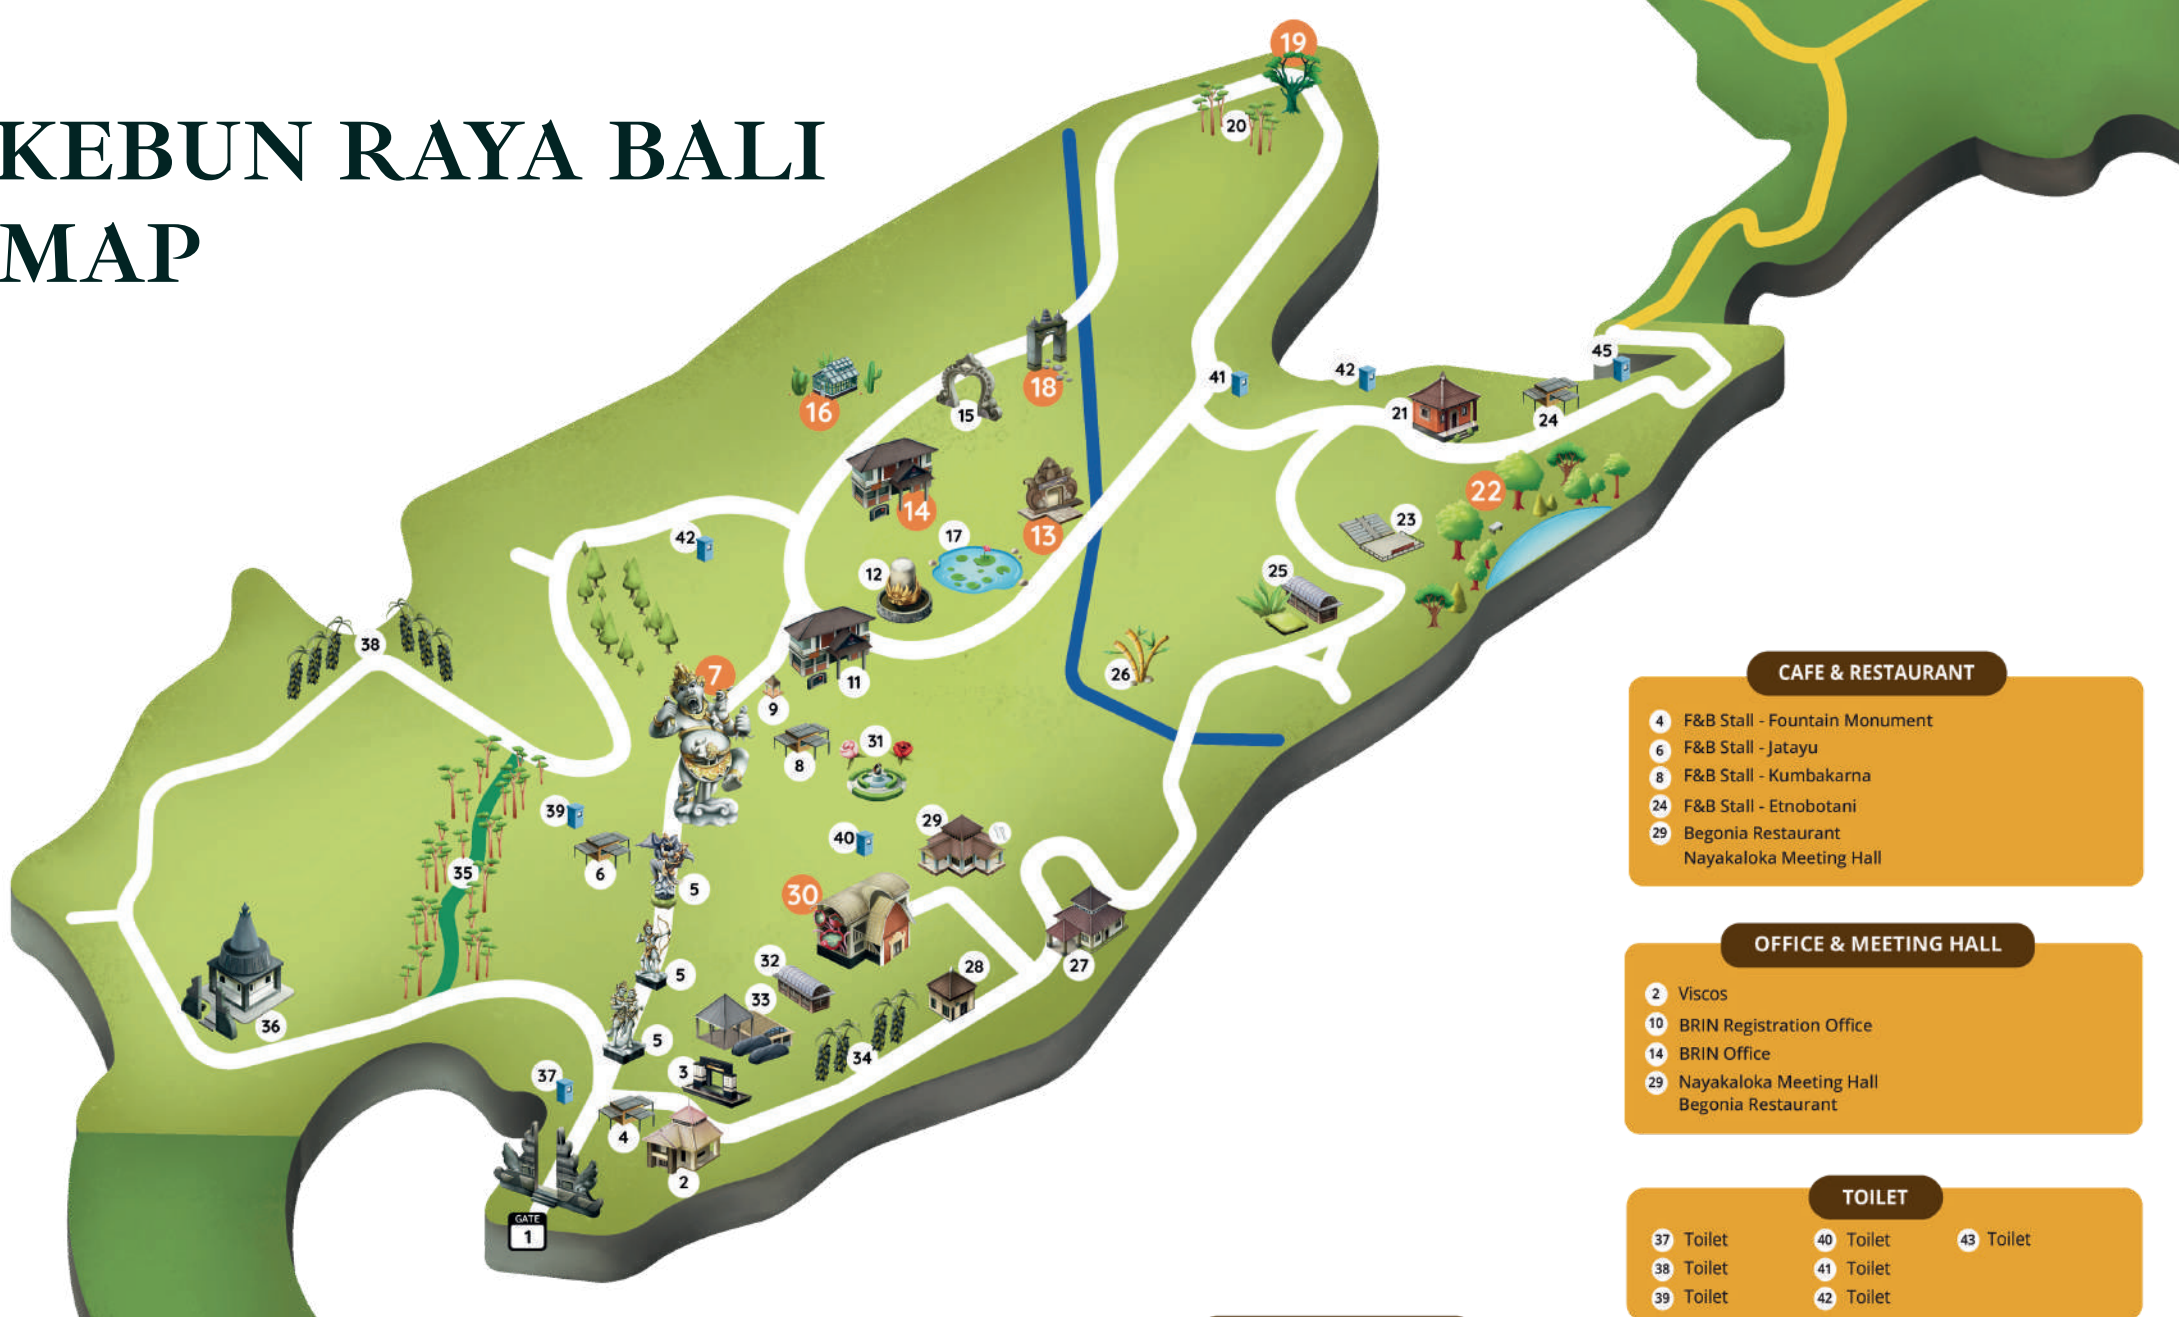 KEBUN RAYA BALI
MAP
19
20
18
16
15
41
42
45
21
24
14
13
22
17
23
42
12
25
38
26
7
11
9
31
8
39
40
29
6
35
5
30
5
32
28
27
33
36
5
34
3
37
4
2
GATE
1
CAFE & RESTAURANT
4 F&B Stall - Fountain Monument
6 F&B Stall - Jatayu
8 F&B Stall - Kumbakarna
24 F&B Stall - Etnobotani
29 Begonia Restaurant
Nayakaloka Meeting Hall
OFFICE & MEETING HALL
2 Viscos
10 BRIN Registration Office
14 BRIN Office
29 Nayakaloka Meeting Hall
Begonia Restaurant
TOILET
37 Toilet 40 Toilet 43 Toilet
38 Toilet 41 Toilet
39 Toilet 42 Toilet